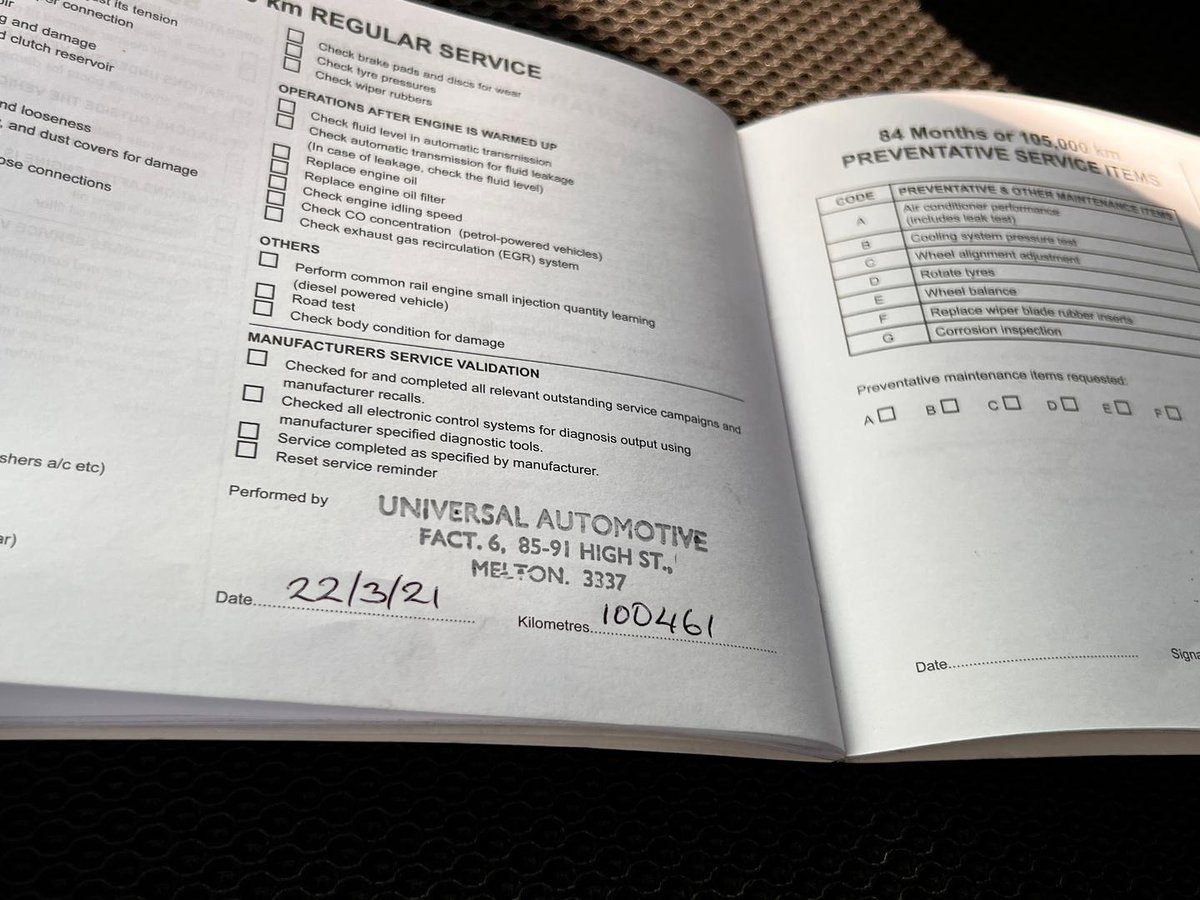 its tension
connection
and damage
clutch reservoir
and looseness
, and dust covers for damage
connections
shers a/c etc)
ar)
km REGULAR SERVICE
Check brake pads and discs for wear
Check tyre pressures
Check wiper rubbers
OPERATIONS AFTER ENGINE IS WARMED UP
Check fluid level in automatic transmission
Check automatic transmission for fluid leakage
(In case of leakage, check the fluid level)
Replace engine oil
Replace engine oil filter
Check engine idling speed
Check CO concentration (petrol-powered vehicles)
Check exhaust gas recirculation (EGR) system
OTHERS
Perform common rail engine small injection quantity learning
(diesel powered vehicle)
Road test
Check body condition for damage
MANUFACTURERS SERVICE VALIDATION
Checked for and completed all relevant outstanding service campaigns and
manufacturer recalls.
Checked all electronic control systems for diagnosis output using
manufacturer specified diagnostic tools.
Service completed as specified by manufacturer.
Reset service reminder
Performed by
UNIVERSAL AUTOMOTIVE
FACT. 6, 85-91 HIGH ST.,
MELTON. 3337
Date 22/3/21
Kilometres 100461
84 Months or 105,000 km
PREVENTATIVE SERVICE ITEMS
CODE PREVENTATIVE & OTHER MAINTENANCE ITEMS
A Air conditioner performance
(includes leak test)
B Cooling system pressure test
C Wheel alignment adjustment
D Rotate tyres
E Wheel balance
F Replace wiper blade rubber inserts
G Corrosion inspection
Preventative maintenance items requested:
A B C D E F
Date
Signa